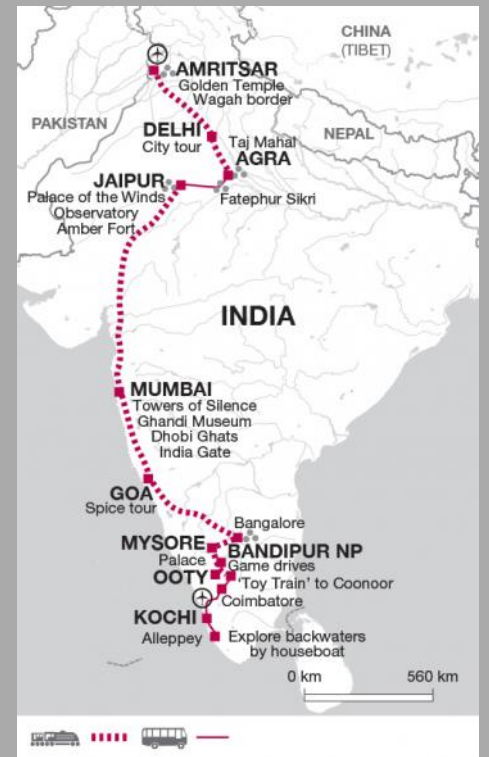 CHINA
(TIBET)
AMRITSAR
Golden Temple
Wagah border
PAKISTAN
DELHI
City tour
NEPAL
Taj Mahal
AGRA
JAIPUR
Palace of the Winds
Observatory
Amber Fort
Fatephur Sikri
INDIA
MUMBAI
Towers of Silence
Ghandi Museum
Dhobi Ghats
India Gate
GOA
Spice tour
Bangalore
MYSORE
Palace
BANDIPUR NP
Game drives
OOTY
'Toy Train' to Coonoor
Coimbatore
KOCHI
Alleppey
Explore backwaters
by houseboat
0 km
560 km